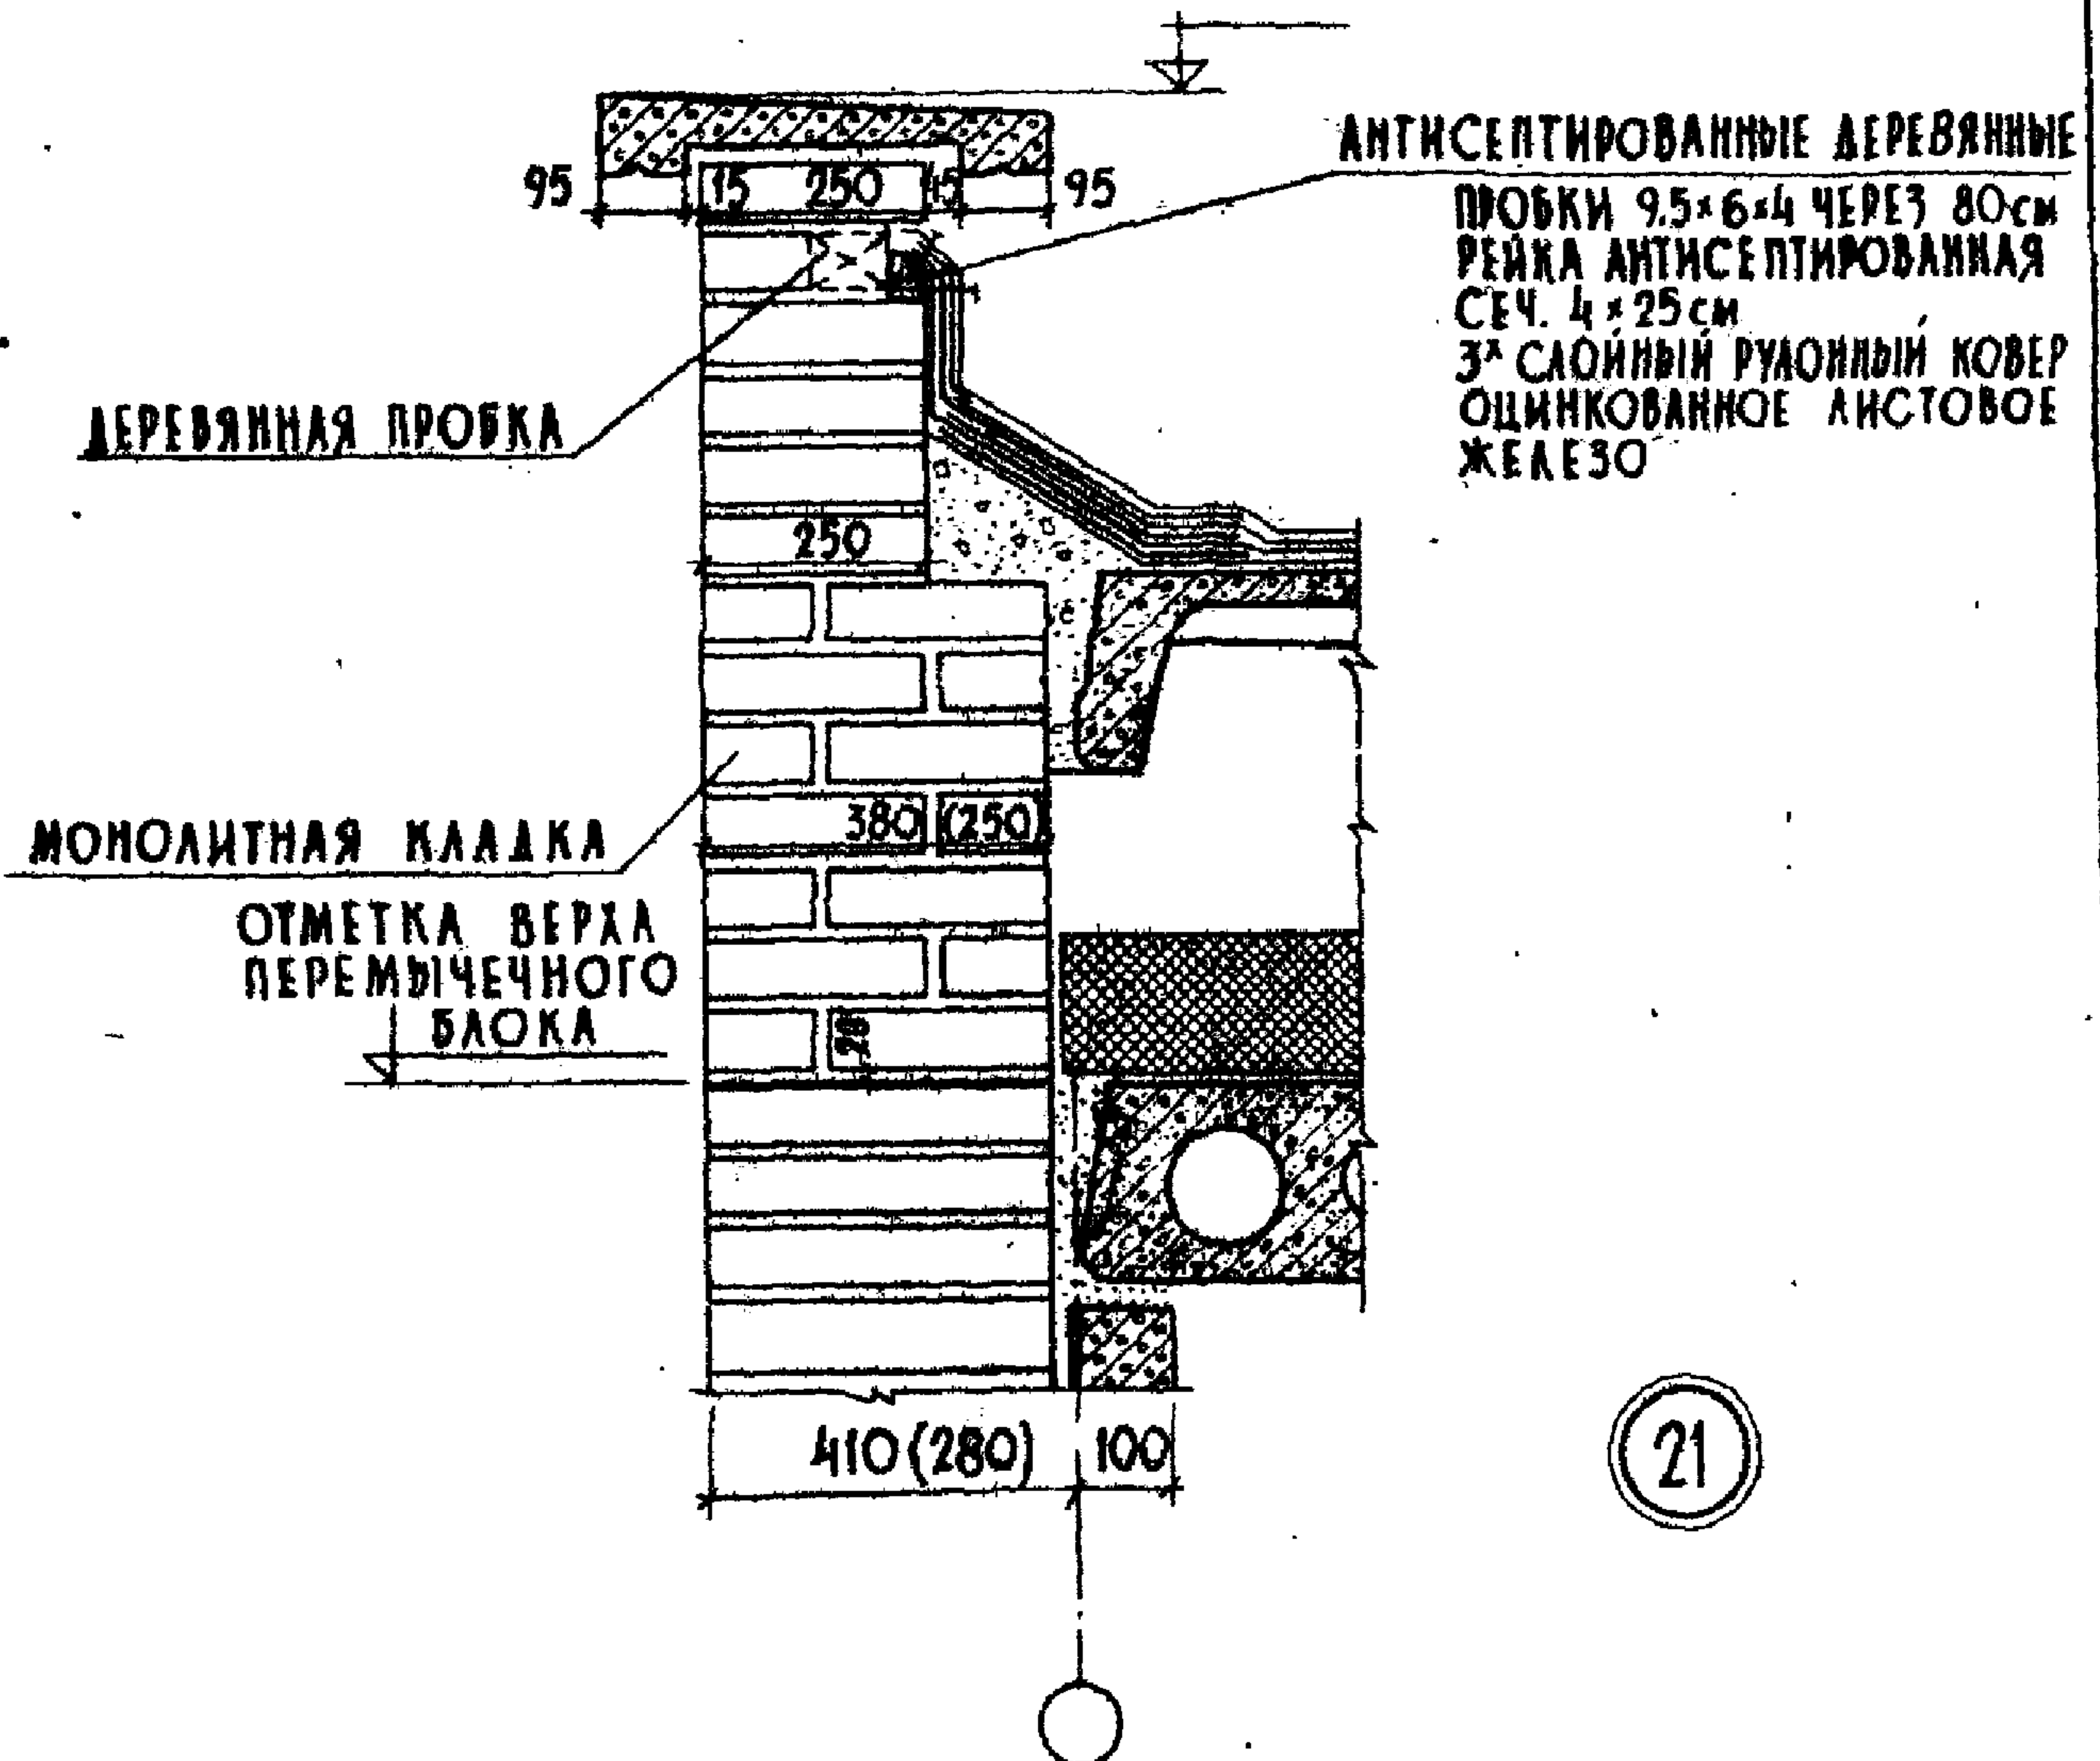 АНТИСЕПТИРОВАННЫЕ ДЕРЕВЯННЫЕ
ПРОБКИ 9.5×6×4 ЧЕРЕЗ 80см
РЕЙКА АНТИСЕПТИРОВАННАЯ
СЕЧ. 4×25см
3х СЛОЙНЫЙ РУЛОННЫЙ КОВЕР
ОЦИНКОВАННОЕ ЛИСТОВОЕ
ЖЕЛЕЗО
95 15 250 15 95
ДЕРЕВЯННАЯ ПРОБКА
250
380 (250)
МОНОЛИТНАЯ КЛАДКА
ОТМЕТКА ВЕРХА
ПЕРЕМЫЧЕЧНОГО
БЛОКА
28
410 (280) 100
21